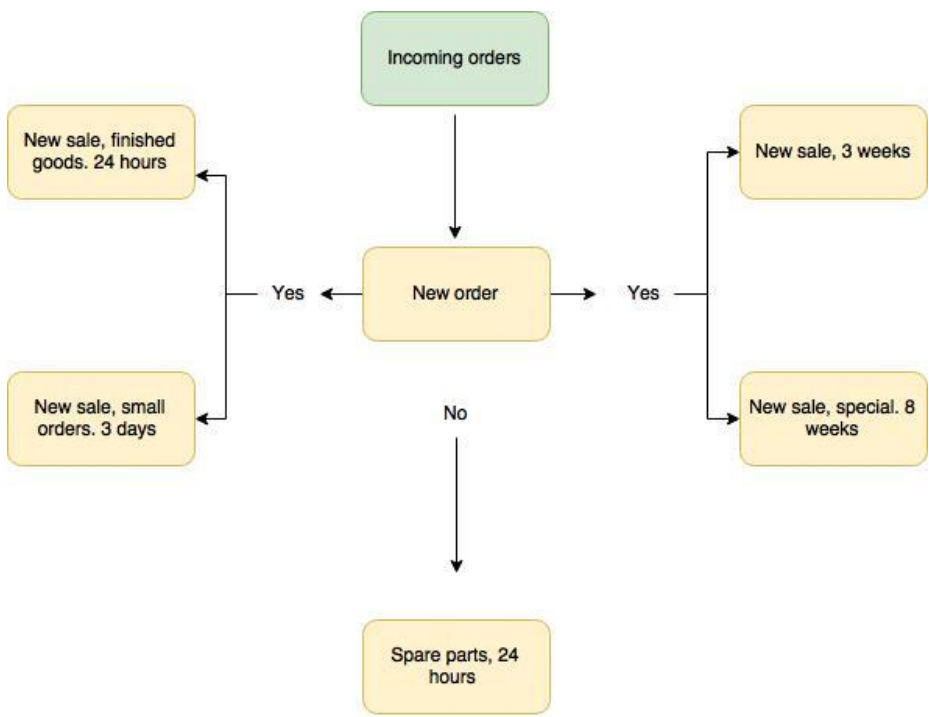 Incoming orders
New sale, finished
goods. 24 hours
New sale, 3 weeks
Yes
New order
Yes
New sale, small
orders. 3 days
No
New sale, special. 8
weeks
Spare parts, 24
hours